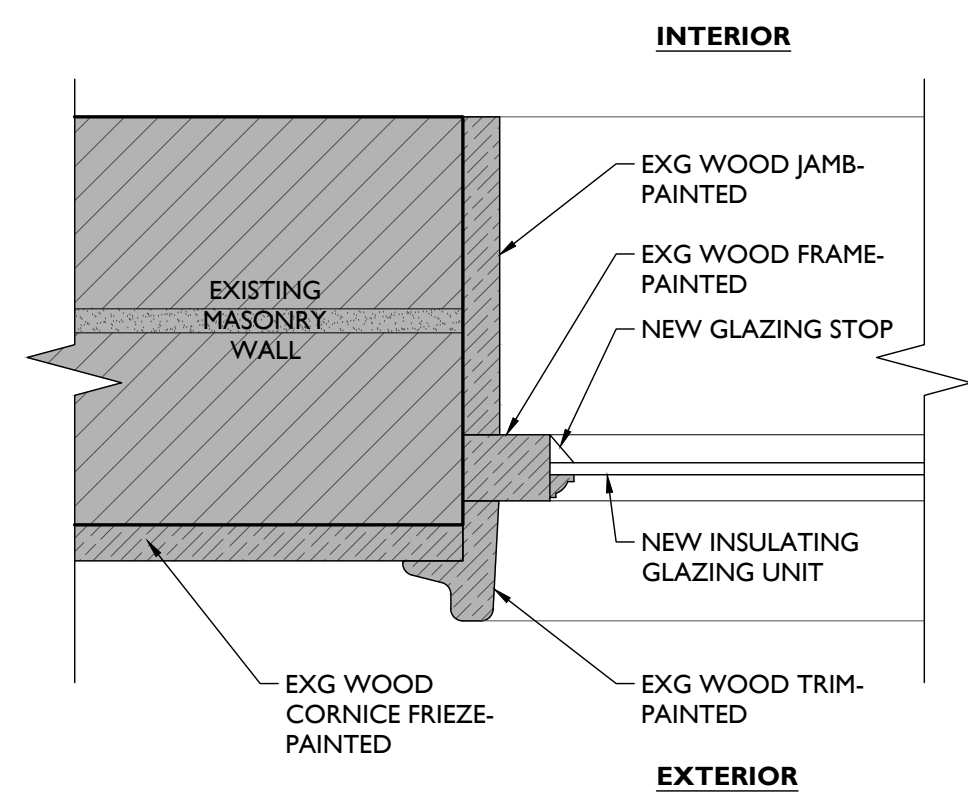 INTERIOR
EXG WOOD JAMB-
PAINTED
EXG WOOD FRAME-
PAINTED
NEW GLAZING STOP
EXISTING
MASONRY
WALL
NEW INSULATING
GLAZING UNIT
EXG WOOD
CORNICE FRIEZE-
PAINTED
EXG WOOD TRIM-
PAINTED
EXTERIOR